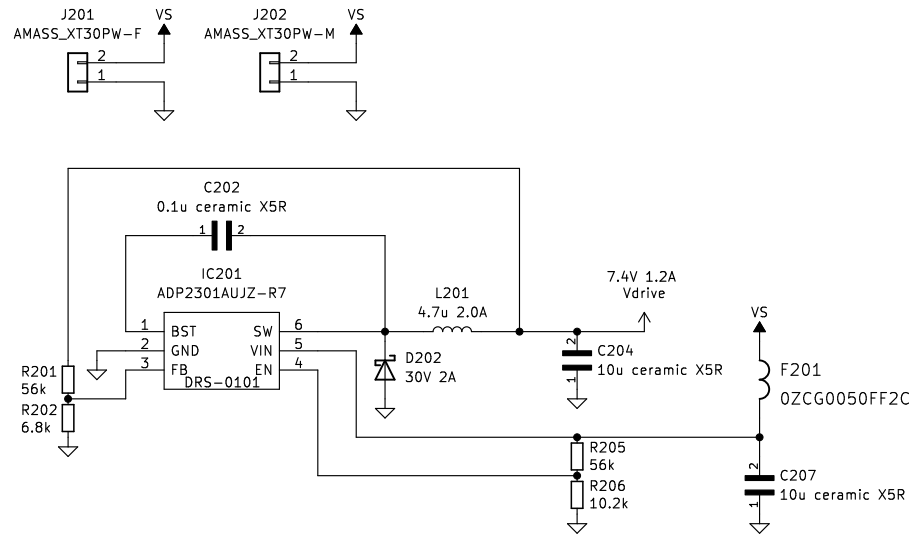 J201
AMASS_XT30PW-F
VS
2
1
J202
AMASS_XT30PW-M
VS
2
1
C202
0.1u ceramic X5R
1
2
IC201
ADP2301AUJZ-R7
1
BST
SW
6
2
GND
VIN
5
3
FB
EN
4
DRS-0101
L201
4.7u 2.0A
7.4V 1.2A
Vdrive
D202
30V 2A
2
1
C204
10u ceramic X5R
VS
F201
0ZCG0050FF2C
R201
56k
R202
6.8k
R205
56k
R206
10.2k
2
1
C207
10u ceramic X5R